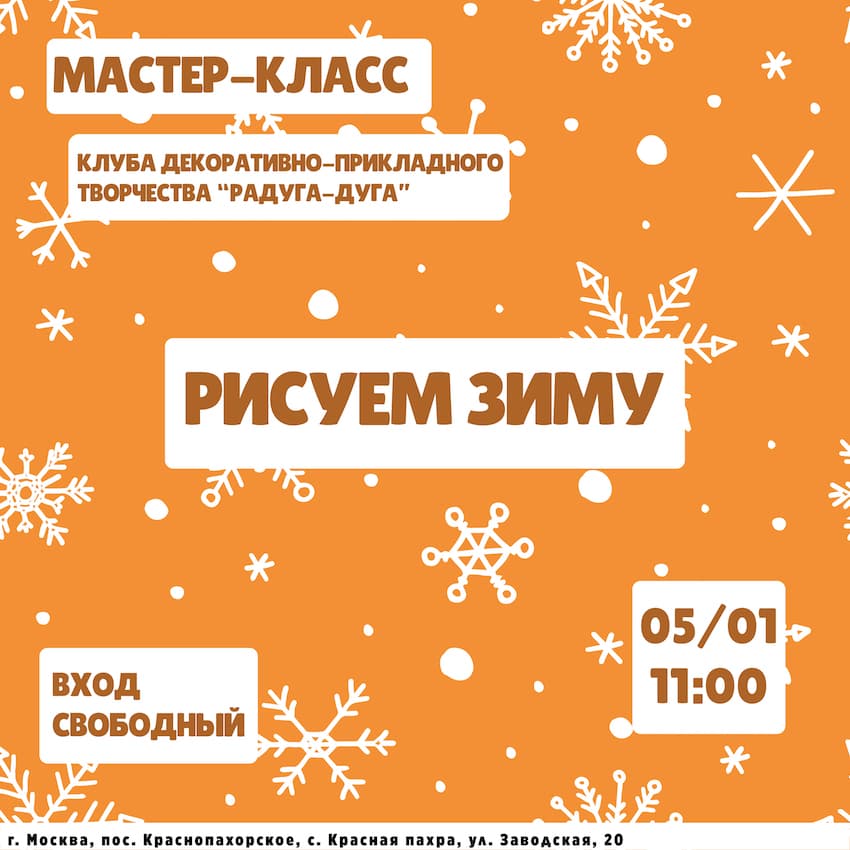 МАСТЕР-КЛАСС
КЛУБА ДЕКОРАТИВНО-ПРИКЛАДНОГО
ТВОРЧЕСТВА “РАДУГА-ДУГА”
РИСУЕМ ЗИМУ
05/01
11:00
ВХОД
СВОБОДНЫЙ
г. Москва, пос. Краснопахорское, с. Красная пахра, ул. Заводская, 20